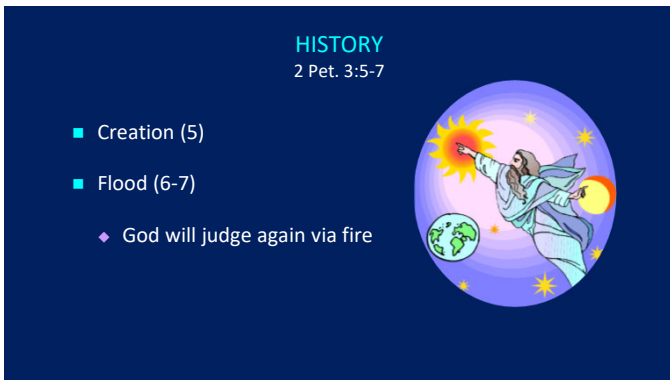 HISTORY
2 Pet. 3:5-7
Creation (5)
Flood (6-7)
God will judge again via fire